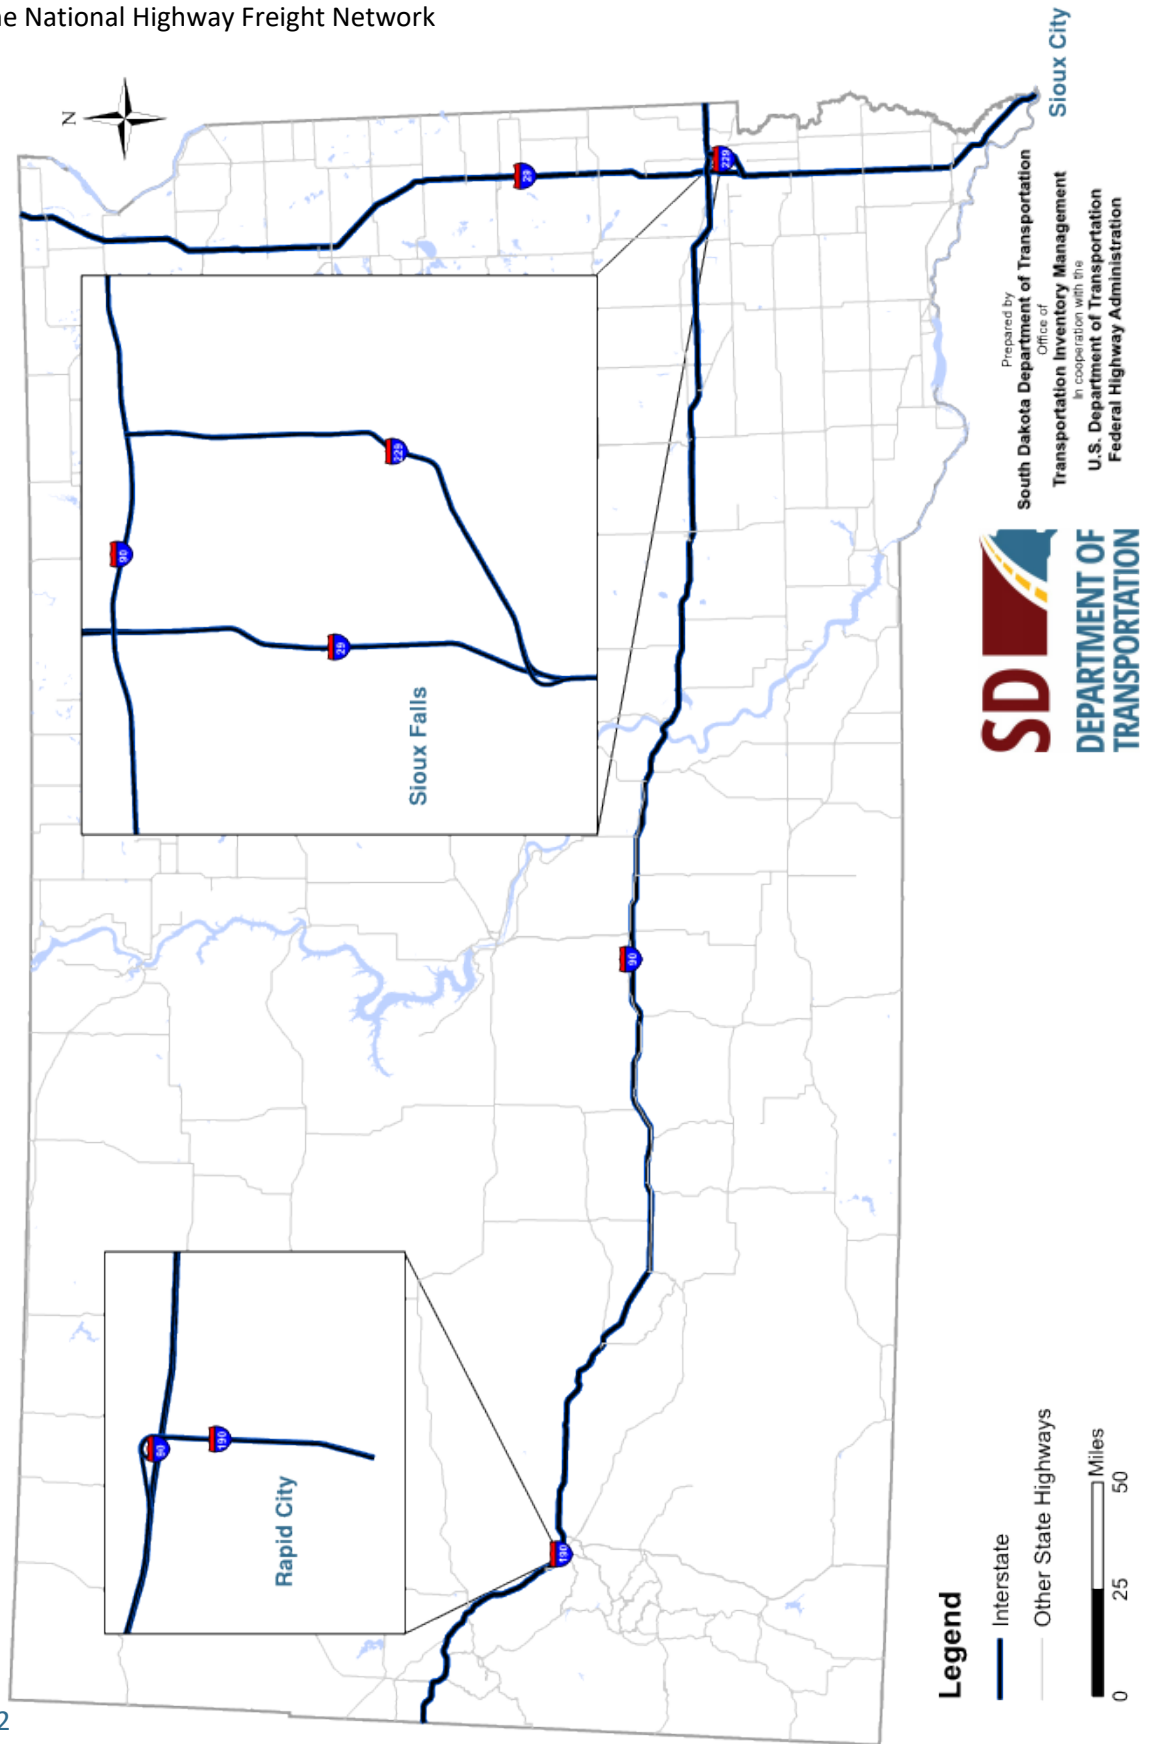 ne National Highway Freight Network
N
29
229
Sioux City
90
229
29
Sioux Falls
90
190
Rapid City
90
190
Legend
Interstate
Other State Highways
0 25 50 Miles
SD
DEPARTMENT OF
TRANSPORTATION
Prepared by
South Dakota Department of Transportation
Office of
Transportation Inventory Management
In cooperation with the
U.S. Department of Transportation
Federal Highway Administration
2